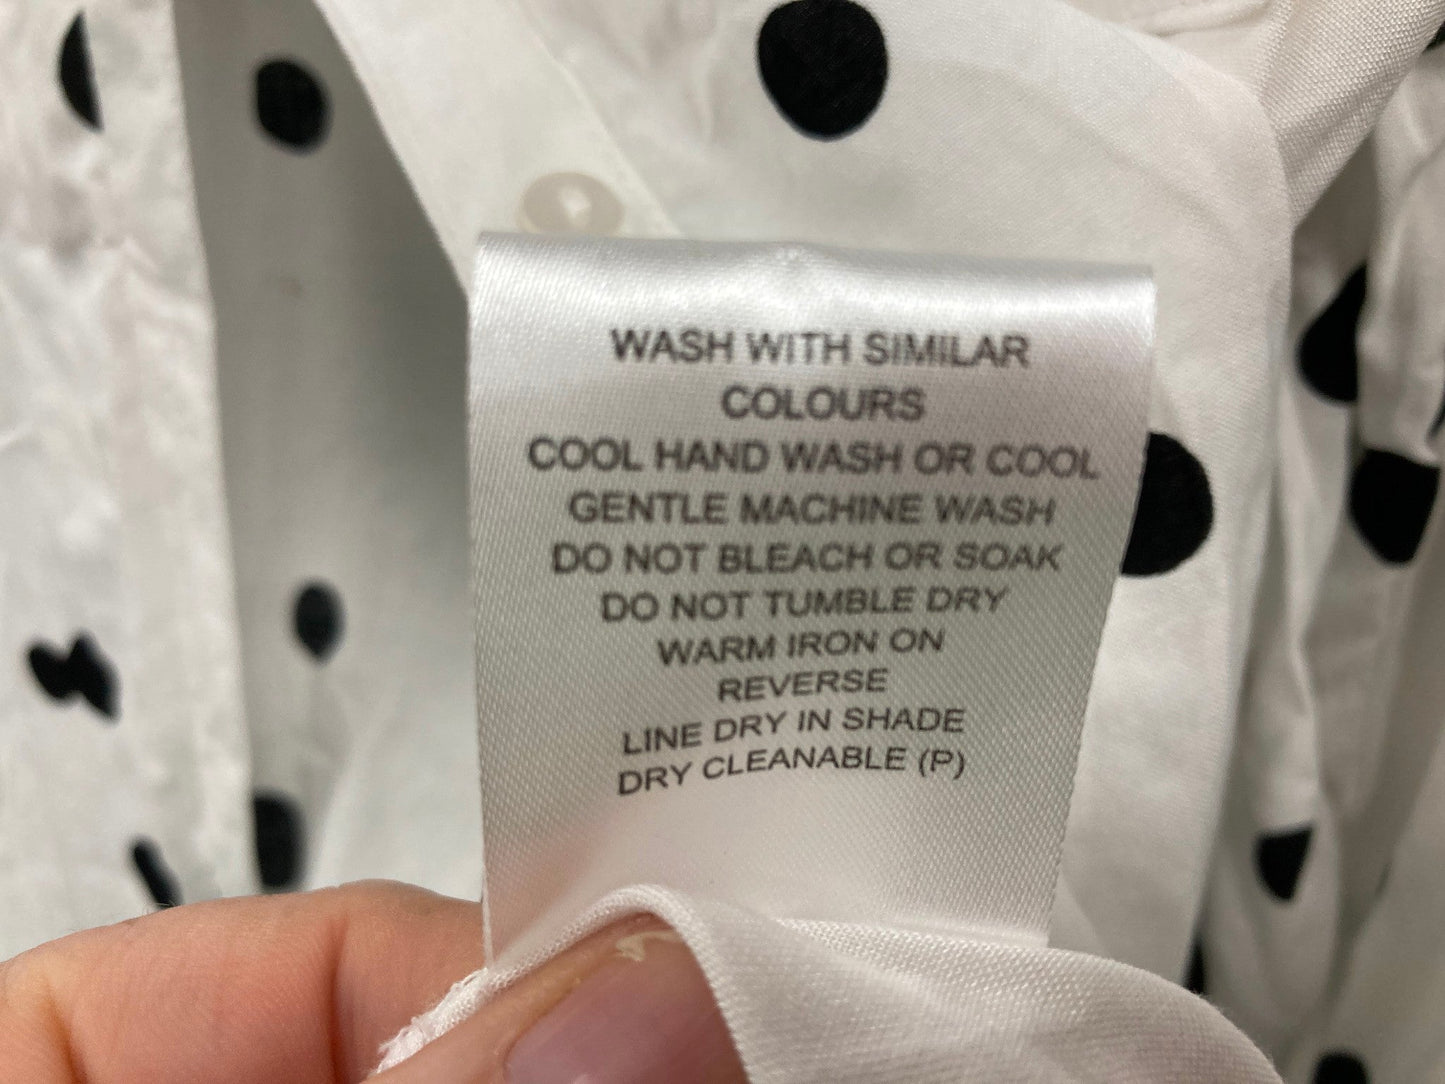 WASH WITH SIMILAR
COLOURS
COOL HAND WASH OR COOL
GENTLE MACHINE WASH
DO NOT BLEACH OR SOAK
DO NOT TUMBLE DRY
WARM IRON ON
REVERSE
LINE DRY IN SHADE
DRY CLEANABLE (P)